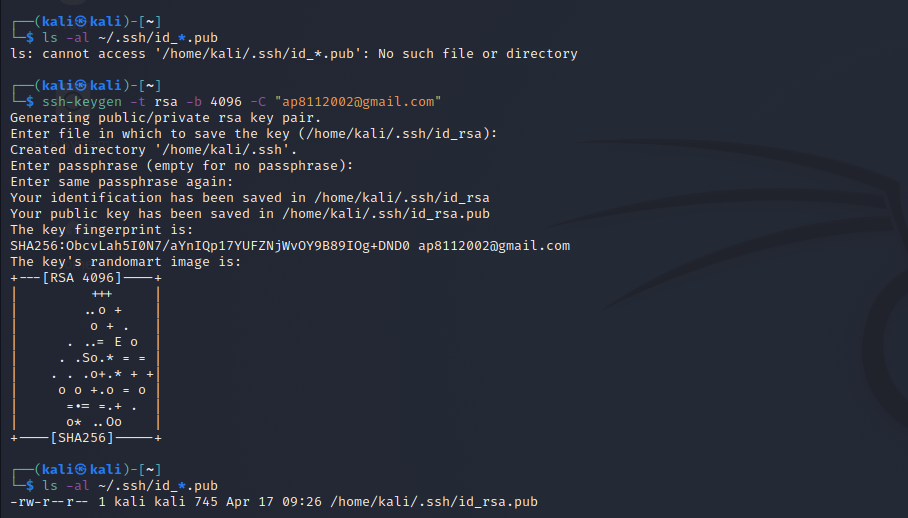 ┌──(kali㉿kali)-[~]
└─$ ls -al ~/.ssh/id_*.pub
ls: cannot access '/home/kali/.ssh/id_*.pub': No such file or directory
┌──(kali㉿kali)-[~]
└─$ ssh-keygen -t rsa -b 4096 -C "ap8112002@gmail.com"
Generating public/private rsa key pair.
Enter file in which to save the key (/home/kali/.ssh/id_rsa):
Created directory '/home/kali/.ssh'.
Enter passphrase (empty for no passphrase):
Enter same passphrase again:
Your identification has been saved in /home/kali/.ssh/id_rsa
Your public key has been saved in /home/kali/.ssh/id_rsa.pub
The key fingerprint is:
SHA256:ObcvLah5I0N7/aYnIQp17YUFZNjWvOY9B89IOg+DND0 ap8112002@gmail.com
The key's randomart image is:
+---[RSA 4096]----+
|         +++     |
|        ..o +    |
|         o + .   |
|      . ..= E o  |
|     . .So.* = = |
|    . . .o+.* + +|
|     o o +.o = o |
|      =*== =.+ . |
|      o* ..Oo    |
+----[SHA256]-----+
┌──(kali㉿kali)-[~]
└─$ ls -al ~/.ssh/id_*.pub
-rw-r--r-- 1 kali kali 745 Apr 17 09:26 /home/kali/.ssh/id_rsa.pub